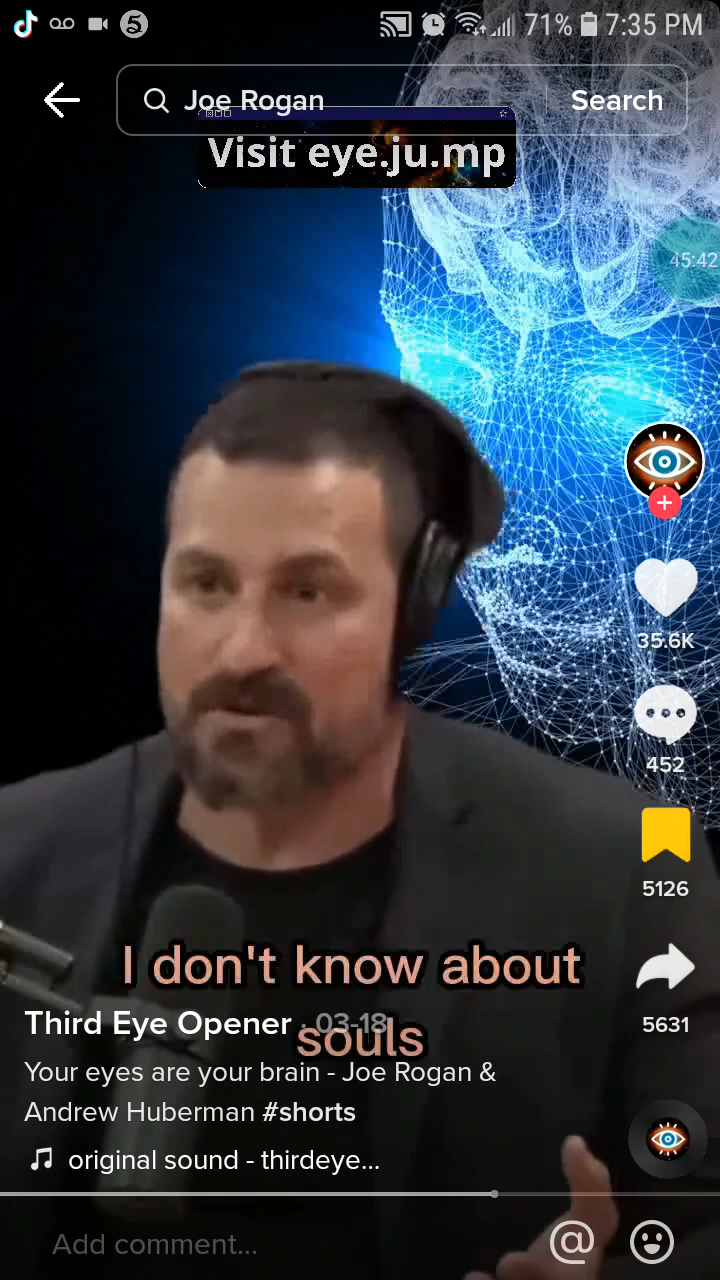 5 71% 7:35 PM
Joe Rogan Search
Visit eye.ju.mp
45:42
35.6K
452
5126
I don't know about
souls
5631
Third Eye Opener · 03-18
Your eyes are your brain - Joe Rogan &
Andrew Huberman #shorts
original sound - thirdeye...
Add comment... @